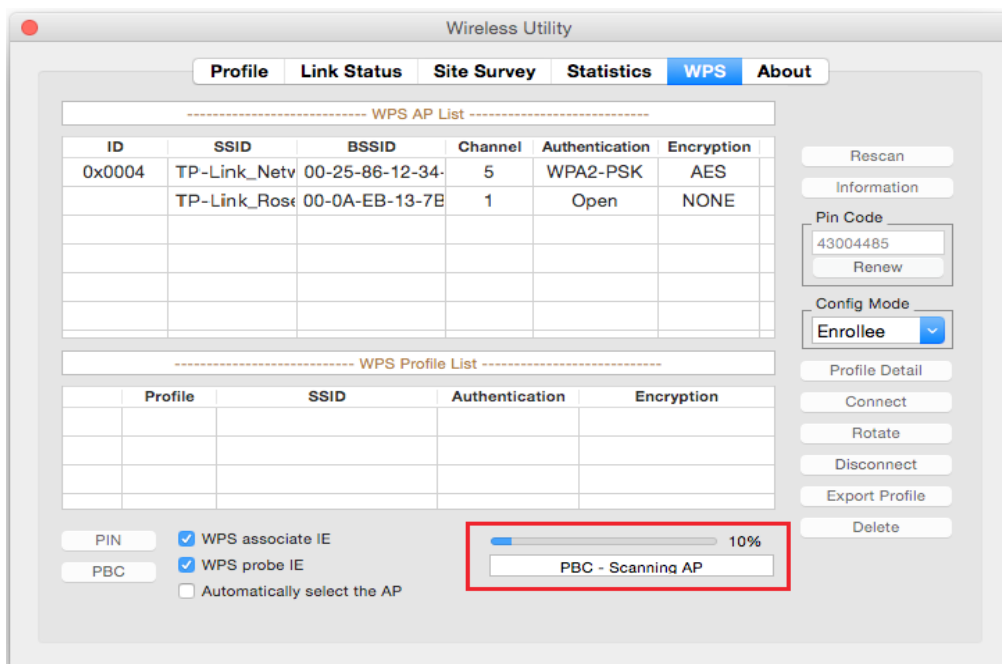 Wireless Utility
Profile Link Status Site Survey Statistics WPS About
--------------------------- WPS AP List ---------------------------
ID SSID BSSID Channel Authentication Encryption
0x0004 TP-Link_Netv 00-25-86-12-34- 5 WPA2-PSK AES
TP-Link_Rose 00-0A-EB-13-7B 1 Open NONE
Rescan
Information
Pin Code
43004485
Renew
Config Mode
Enrollee
--------------------------- WPS Profile List ---------------------------
Profile SSID Authentication Encryption
Profile Detail
Connect
Rotate
Disconnect
Export Profile
Delete
PIN
PBC
WPS associate IE
WPS probe IE
Automatically select the AP
10%
PBC - Scanning AP